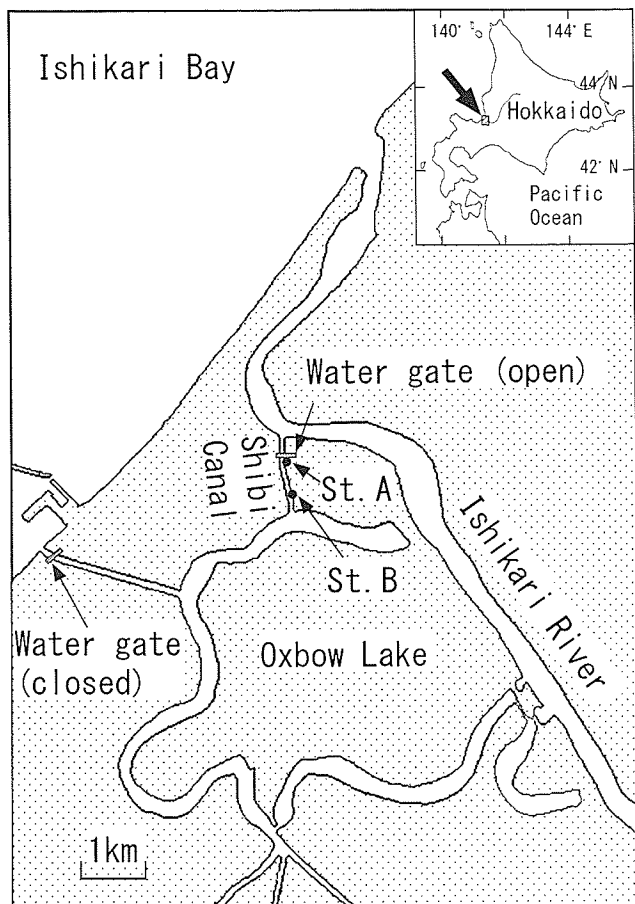 Ishikari Bay
140° 144° E
44° N
Hokkaido
42° N
Pacific
Ocean
Water gate (open)
Shibi
Canal
St. A
St. B
Ishikari River
Water gate
(closed)
Oxbow Lake
1km